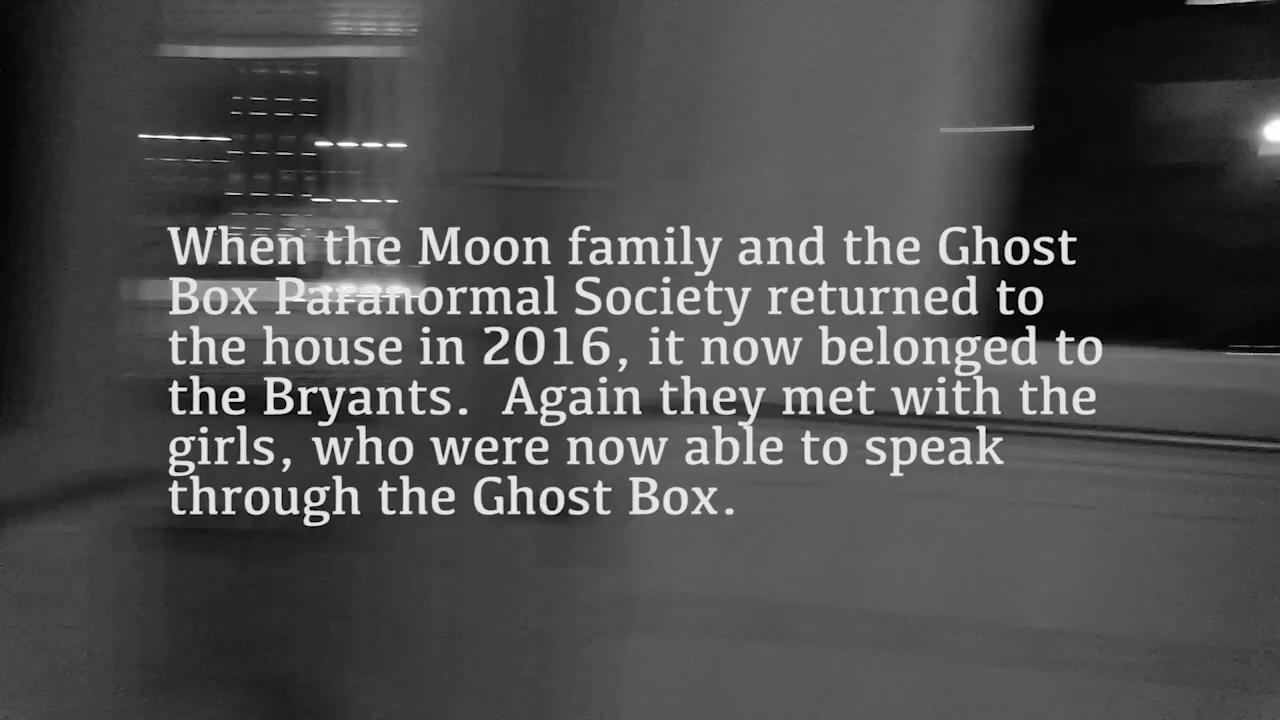 When the Moon family and the Ghost
Box Paranormal Society returned to
the house in 2016, it now belonged to
the Bryants.  Again they met with the
girls, who were now able to speak
through the Ghost Box.